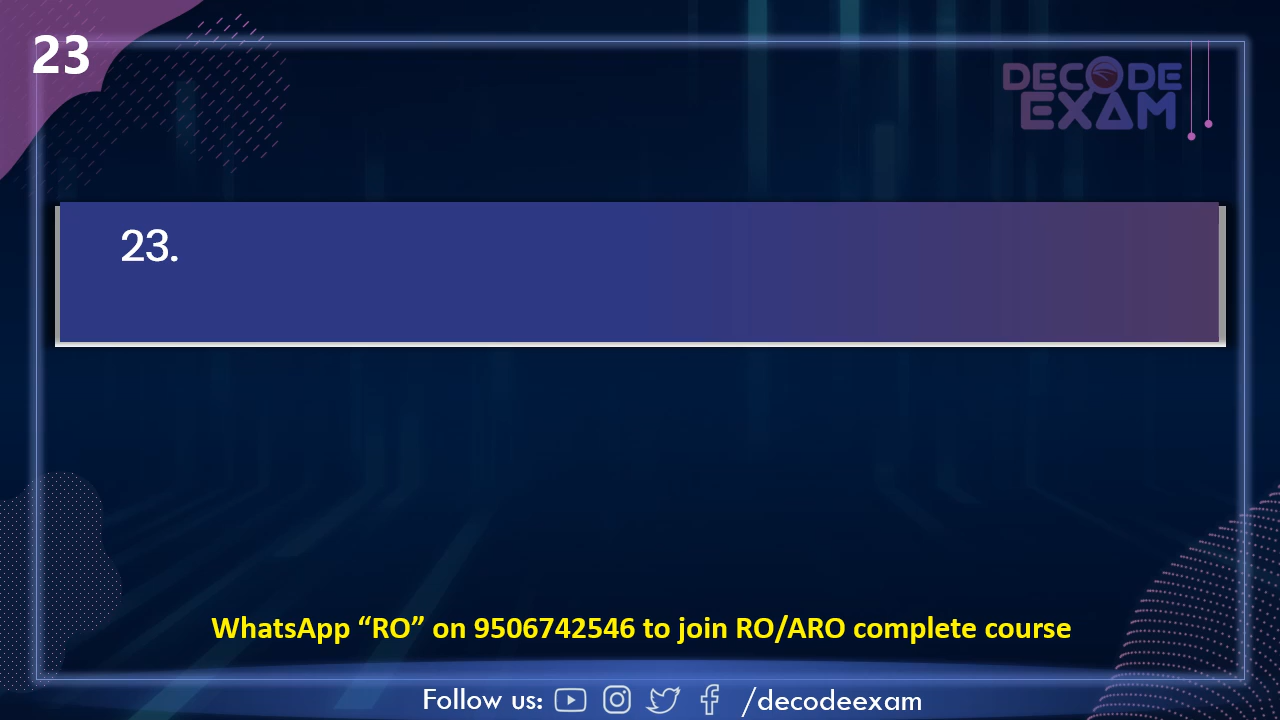 23
DECODE
EXAM
23.
WhatsApp “RO” on 9506742546 to join RO/ARO complete course
Follow us: /decodeexam